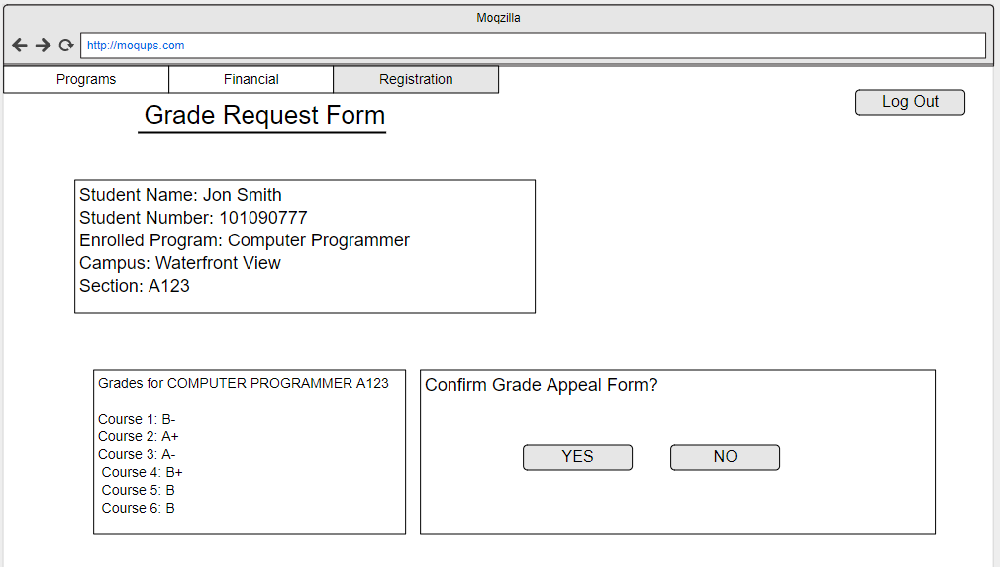 Moqzilla
http://moqups.com
Programs Financial Registration
Log Out
Grade Request Form
Student Name: Jon Smith
Student Number: 101090777
Enrolled Program: Computer Programmer
Campus: Waterfront View
Section: A123
Grades for COMPUTER PROGRAMMER A123
Course 1: B-
Course 2: A+
Course 3: A-
Course 4: B+
Course 5: B
Course 6: B
Confirm Grade Appeal Form?
YES NO